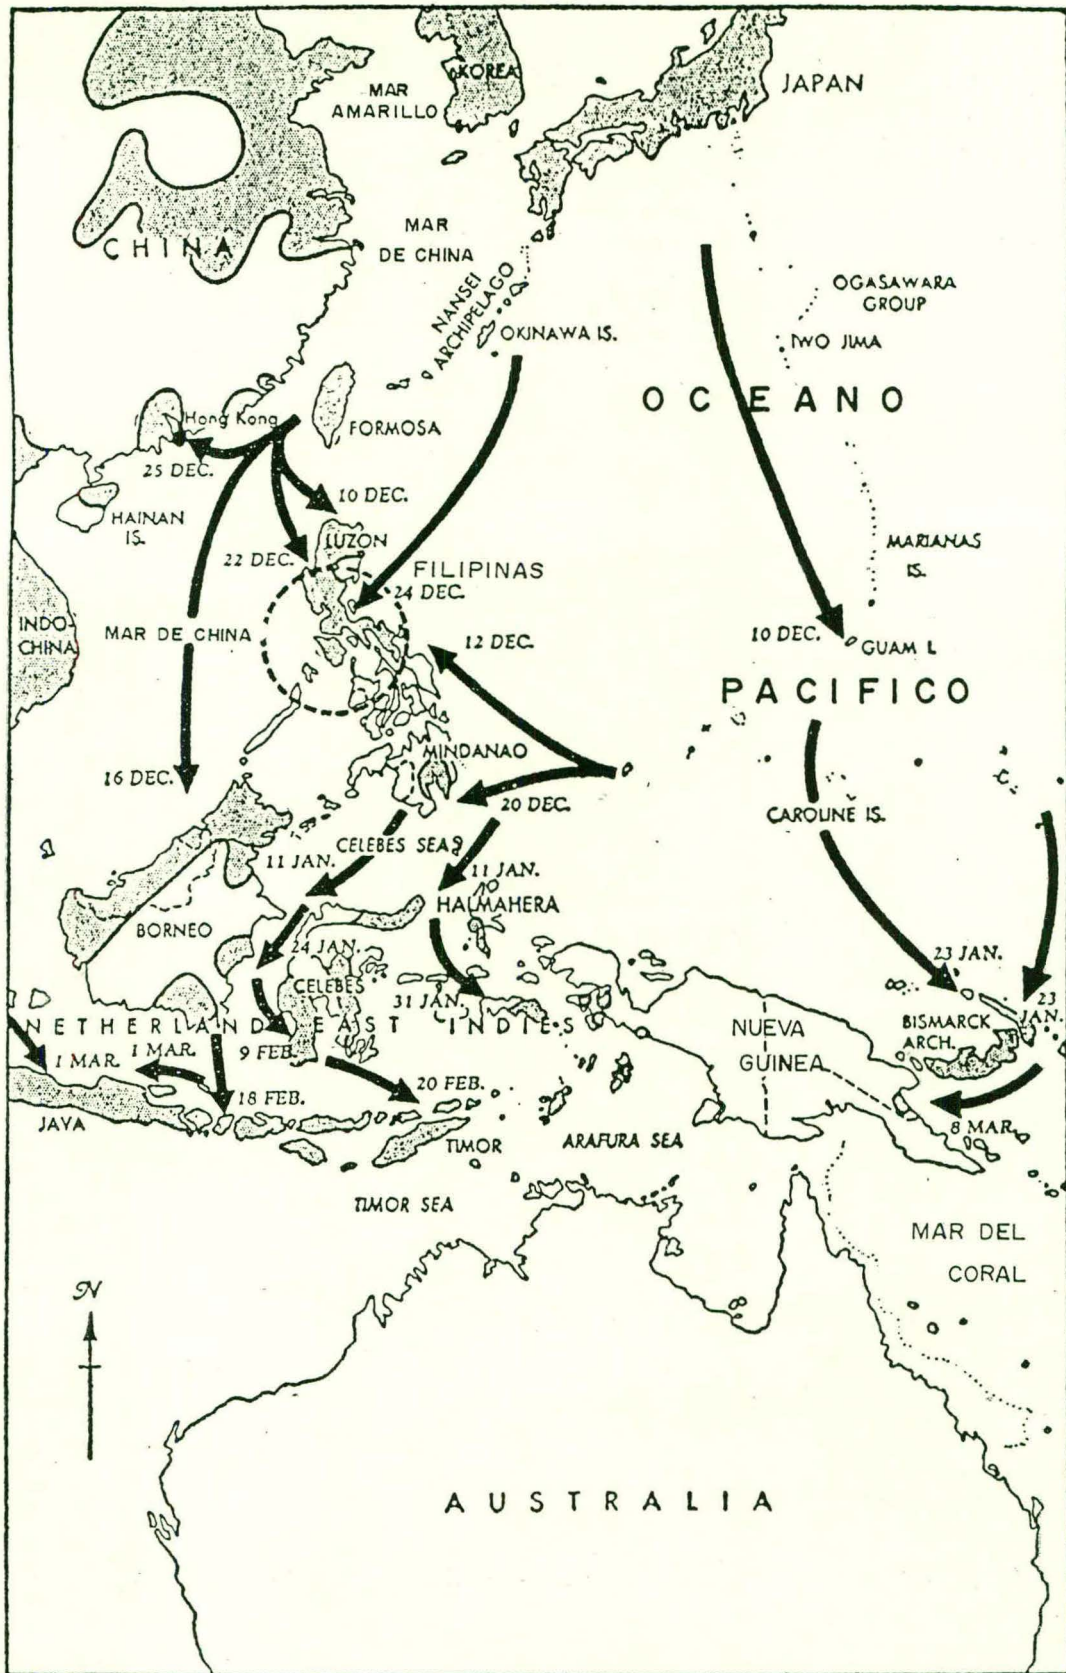 KOREA
JAPAN
MAR
AMARILLO
CHINA
MAR
DE CHINA
NANSEI
ARCHIPELAGO
OGASAWARA
GROUP
OKINAWA IS.
IWO JIMA
OCEANO
Hong Kong
FORMOSA
25 DEC.
10 DEC.
HAINAN
IS.
LUZON
MARIANAS
IS.
22 DEC.
FILIPINAS
24 DEC.
INDO-
CHINA
MAR DE CHINA
12 DEC.
10 DEC.
GUAM I.
PACIFICO
MINDANAO
16 DEC.
20 DEC.
CAROLINE IS.
CELEBES SEA
11 JAN.
11 JAN.
HALMAHERA
BORNEO
24 JAN.
23 JAN.
CELEBES
31 JAN.
23
JAN.
NETHERLAND EAST INDIES
NUEVA
GUINEA
BISMARCK
ARCH.
1 MAR.
1 MAR.
9 FEB.
20 FEB.
18 FEB.
JAVA
TIMOR
ARAFURA SEA
8 MAR.
TIMOR SEA
MAR DEL
CORAL
N
AUSTRALIA